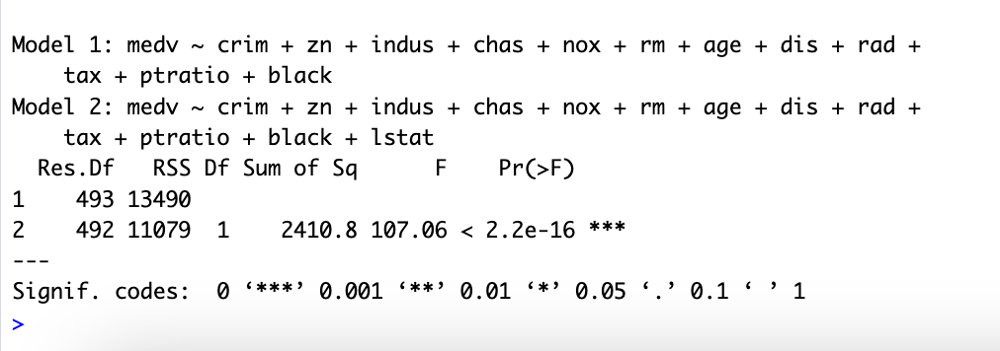 Model 1: medv ~ crim + zn + indus + chas + nox + rm + age + dis + rad +
    tax + ptratio + black
Model 2: medv ~ crim + zn + indus + chas + nox + rm + age + dis + rad +
    tax + ptratio + black + lstat
  Res.Df   RSS Df Sum of Sq      F    Pr(>F)
1    493 13490
2    492 11079  1    2410.8 107.06 < 2.2e-16 ***
---
Signif. codes:  0 ‘***’ 0.001 ‘**’ 0.01 ‘*’ 0.05 ‘.’ 0.1 ‘ ’ 1
>